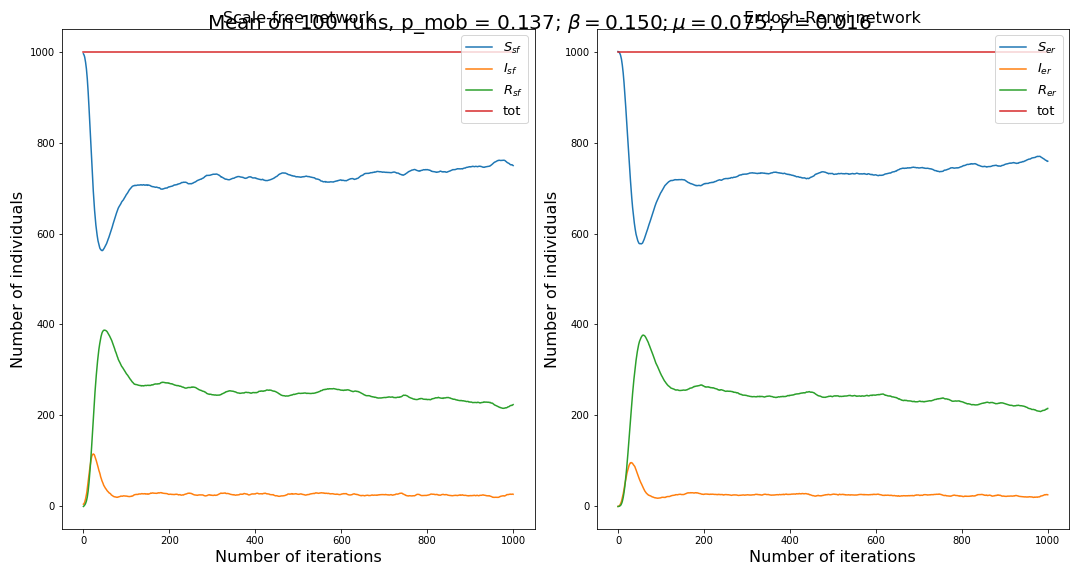 Mean on 100 runs, p_mob = 0.137; β = 0.150; μ = 0.075; γ = 0.016
Scale-free network
Number of individuals
1000
800
600
400
200
0
S_sf
I_sf
R_sf
tot
0 200 400 600 800 1000
Number of iterations
Erdosh-Renyi network
Number of individuals
1000
800
600
400
200
0
S_er
I_er
R_er
tot
0 200 400 600 800 1000
Number of iterations